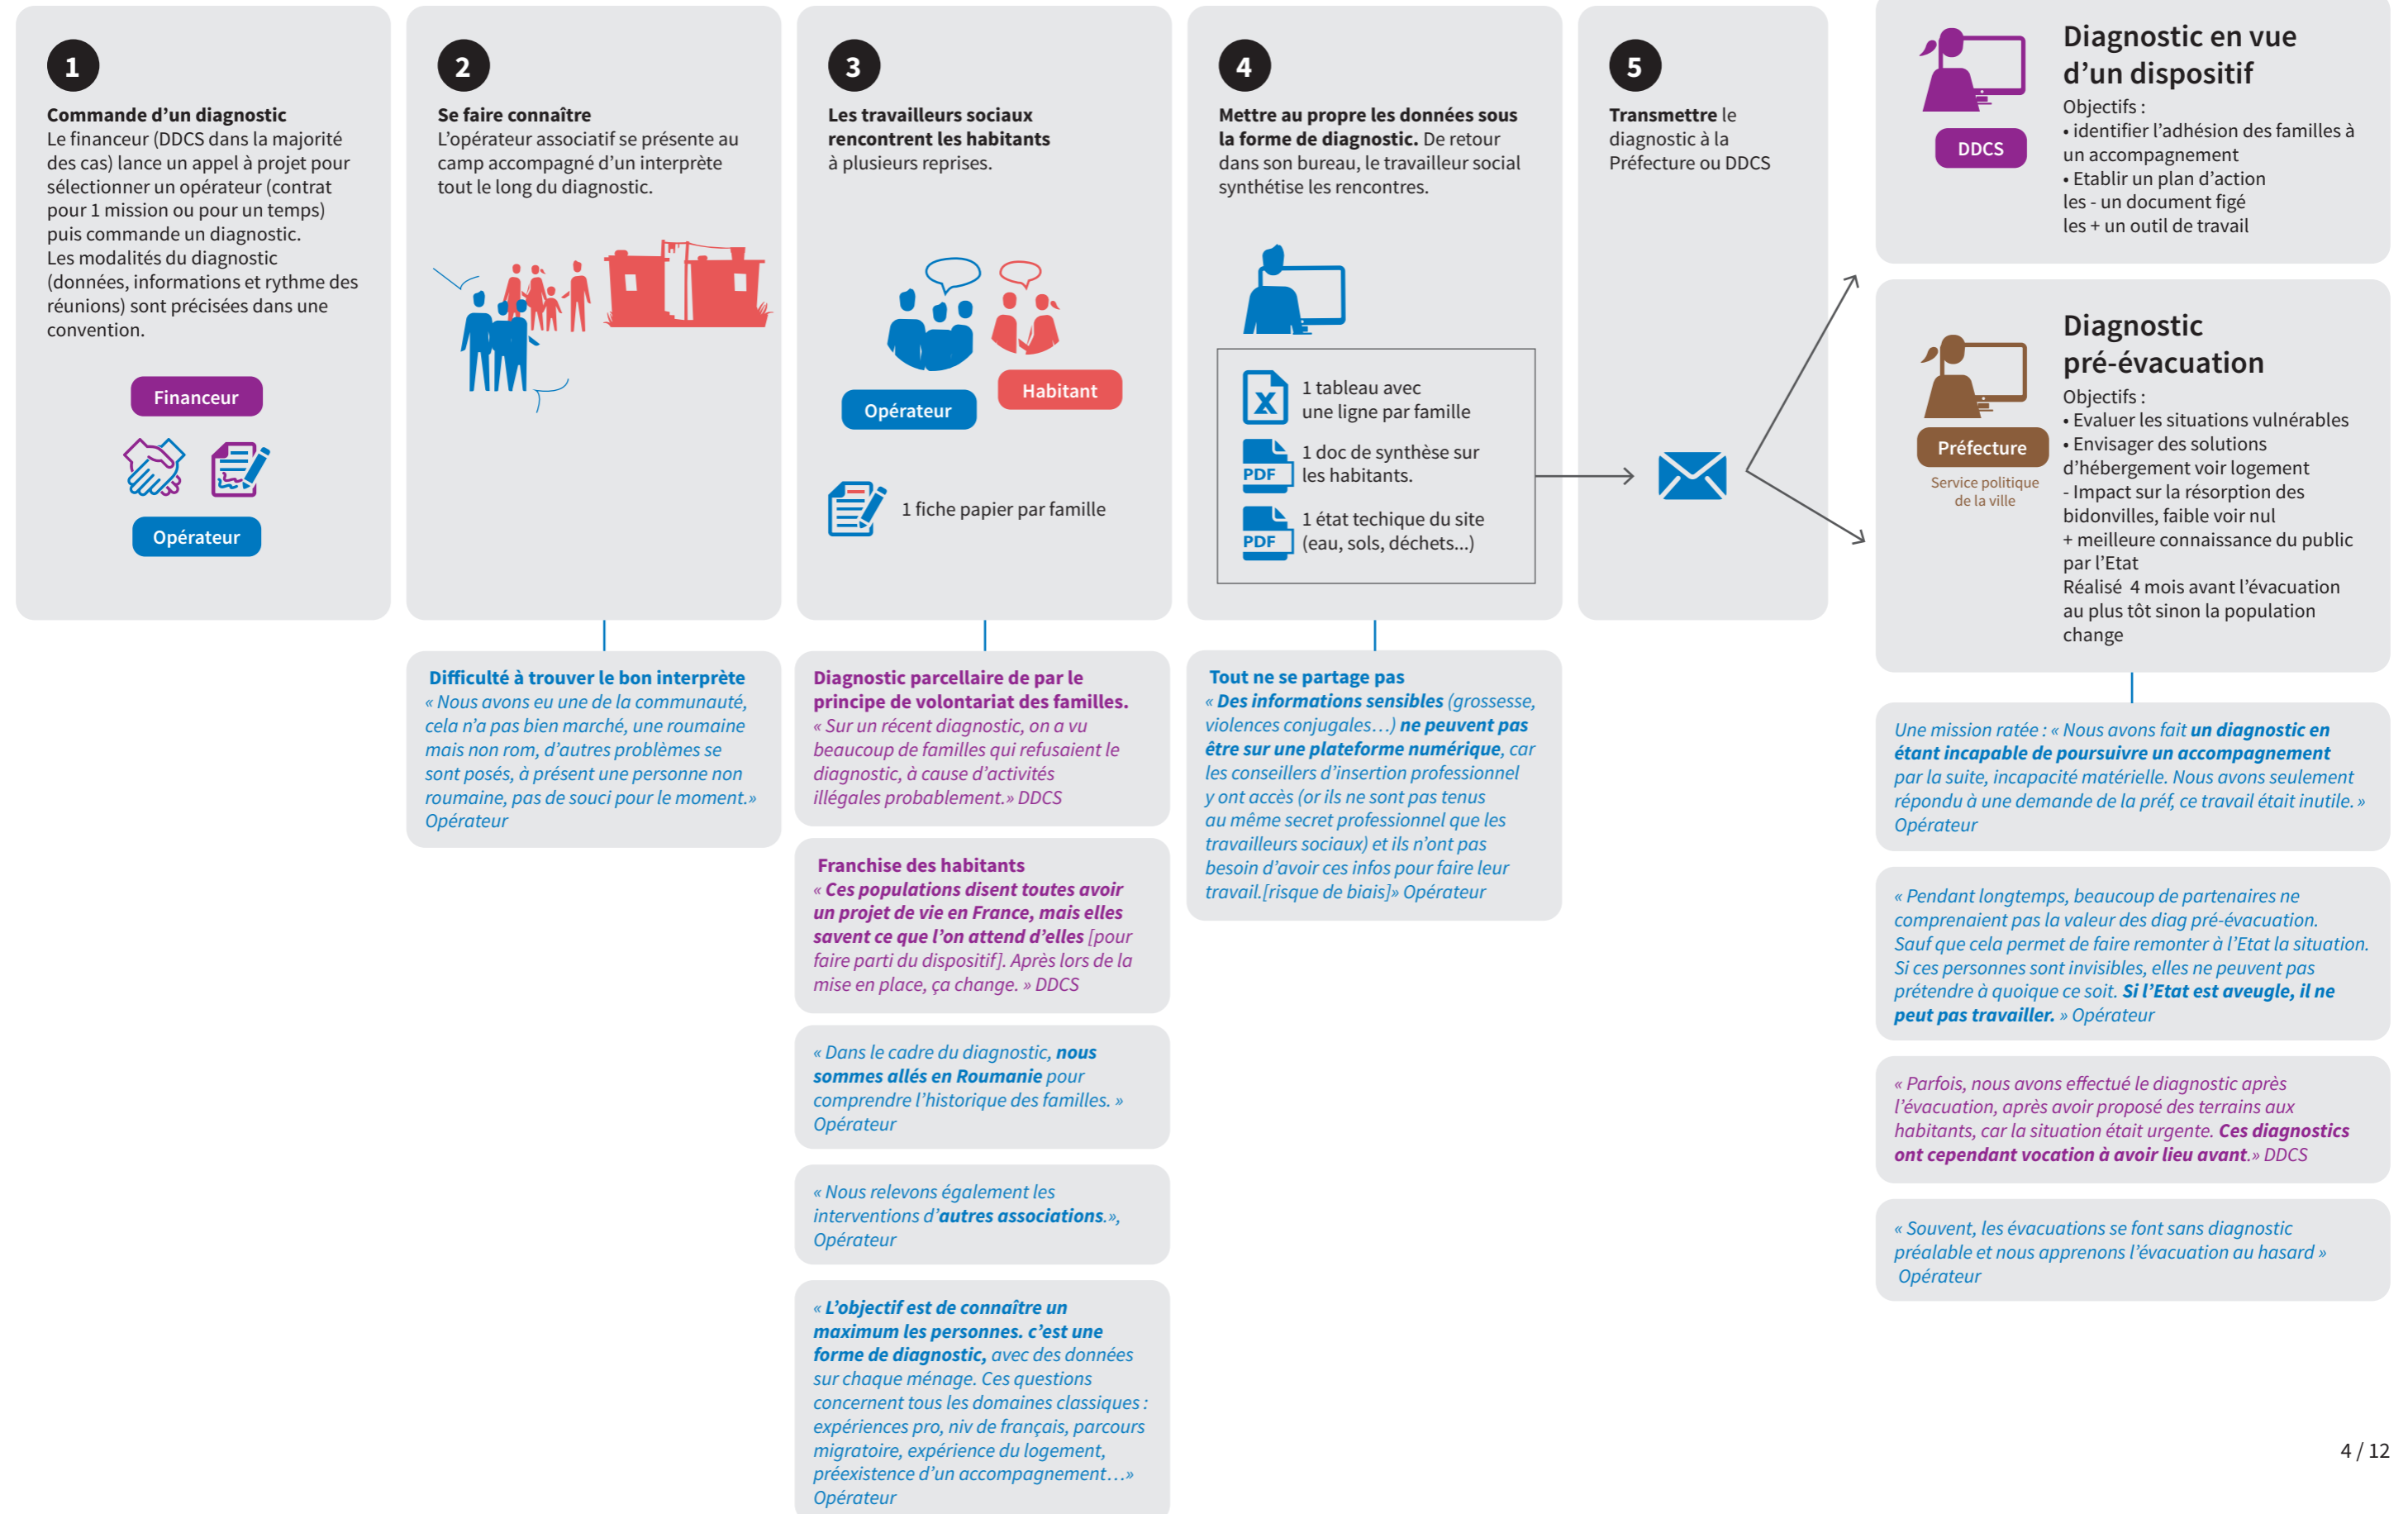 1
Commande d’un diagnostic
Le financeur (DDCS dans la majorité
des cas) lance un appel à projet pour
sélectionner un opérateur (contrat
pour 1 mission ou pour un temps)
puis commande un diagnostic.
Les modalités du diagnostic
(données, informations et rythme des
réunions) sont précisées dans une
convention.
Financeur
Opérateur
2
Se faire connaître
L’opérateur associatif se présente au
camp accompagné d’un interprète
tout le long du diagnostic.
Difficulté à trouver le bon interprète
« Nous avons eu une de la communauté,
cela n’a pas bien marché, une roumaine
mais non rom, d’autres problèmes se
sont posés, à présent une personne non
roumaine, pas de souci pour le moment.»
Opérateur
3
Les travailleurs sociaux
rencontrent les habitants
à plusieurs reprises.
Opérateur
Habitant
1 fiche papier par famille
Diagnostic parcellaire de par le
principe de volontariat des familles.
« Sur un récent diagnostic, on a vu
beaucoup de familles qui refusaient le
diagnostic, à cause d’activités
illégales probablement.» DDCS
Franchise des habitants
« Ces populations disent toutes avoir
un projet de vie en France, mais elles
savent ce que l’on attend d’elles [pour
faire parti du dispositif]. Après lors de la
mise en place, ça change. » DDCS
« Dans le cadre du diagnostic, nous
sommes allés en Roumanie pour
comprendre l’historique des familles. »
Opérateur
« Nous relevons également les
interventions d’autres associations.»,
Opérateur
« L’objectif est de connaître un
maximum les personnes. c’est une
forme de diagnostic, avec des données
sur chaque ménage. Ces questions
concernent tous les domaines classiques :
expériences pro, niv de français, parcours
migratoire, expérience du logement,
préexistence d’un accompagnement…»
Opérateur
4
Mettre au propre les données sous
la forme de diagnostic. De retour
dans son bureau, le travailleur social
synthétise les rencontres.
X
1 tableau avec
une ligne par famille
PDF
1 doc de synthèse sur
les habitants.
PDF
1 état techique du site
(eau, sols, déchets...)
Tout ne se partage pas
« Des informations sensibles (grossesse,
violences conjugales…) ne peuvent pas
être sur une plateforme numérique, car
les conseillers d’insertion professionnel
y ont accès (or ils ne sont pas tenus
au même secret professionnel que les
travailleurs sociaux) et ils n’ont pas
besoin d’avoir ces infos pour faire leur
travail.[risque de biais]» Opérateur
5
Transmettre le
diagnostic à la
Préfecture ou DDCS
DDCS
Diagnostic en vue
d’un dispositif
Objectifs :
• identifier l’adhésion des familles à
un accompagnement
• Etablir un plan d’action
les - un document figé
les + un outil de travail
Préfecture
Service politique
de la ville
Diagnostic
pré-évacuation
Objectifs :
• Evaluer les situations vulnérables
• Envisager des solutions
d’hébergement voir logement
- Impact sur la résorption des
bidonvilles, faible voir nul
+ meilleure connaissance du public
par l’Etat
Réalisé 4 mois avant l’évacuation
au plus tôt sinon la population
change
Une mission ratée : « Nous avons fait un diagnostic en
étant incapable de poursuivre un accompagnement
par la suite, incapacité matérielle. Nous avons seulement
répondu à une demande de la préf, ce travail était inutile. »
Opérateur
« Pendant longtemps, beaucoup de partenaires ne
comprenaient pas la valeur des diag pré-évacuation.
Sauf que cela permet de faire remonter à l’Etat la situation.
Si ces personnes sont invisibles, elles ne peuvent pas
prétendre à quoique ce soit. Si l’Etat est aveugle, il ne
peut pas travailler. » Opérateur
« Parfois, nous avons effectué le diagnostic après
l’évacuation, après avoir proposé des terrains aux
habitants, car la situation était urgente. Ces diagnostics
ont cependant vocation à avoir lieu avant.» DDCS
« Souvent, les évacuations se font sans diagnostic
préalable et nous apprenons l’évacuation au hasard »
Opérateur
4 / 12